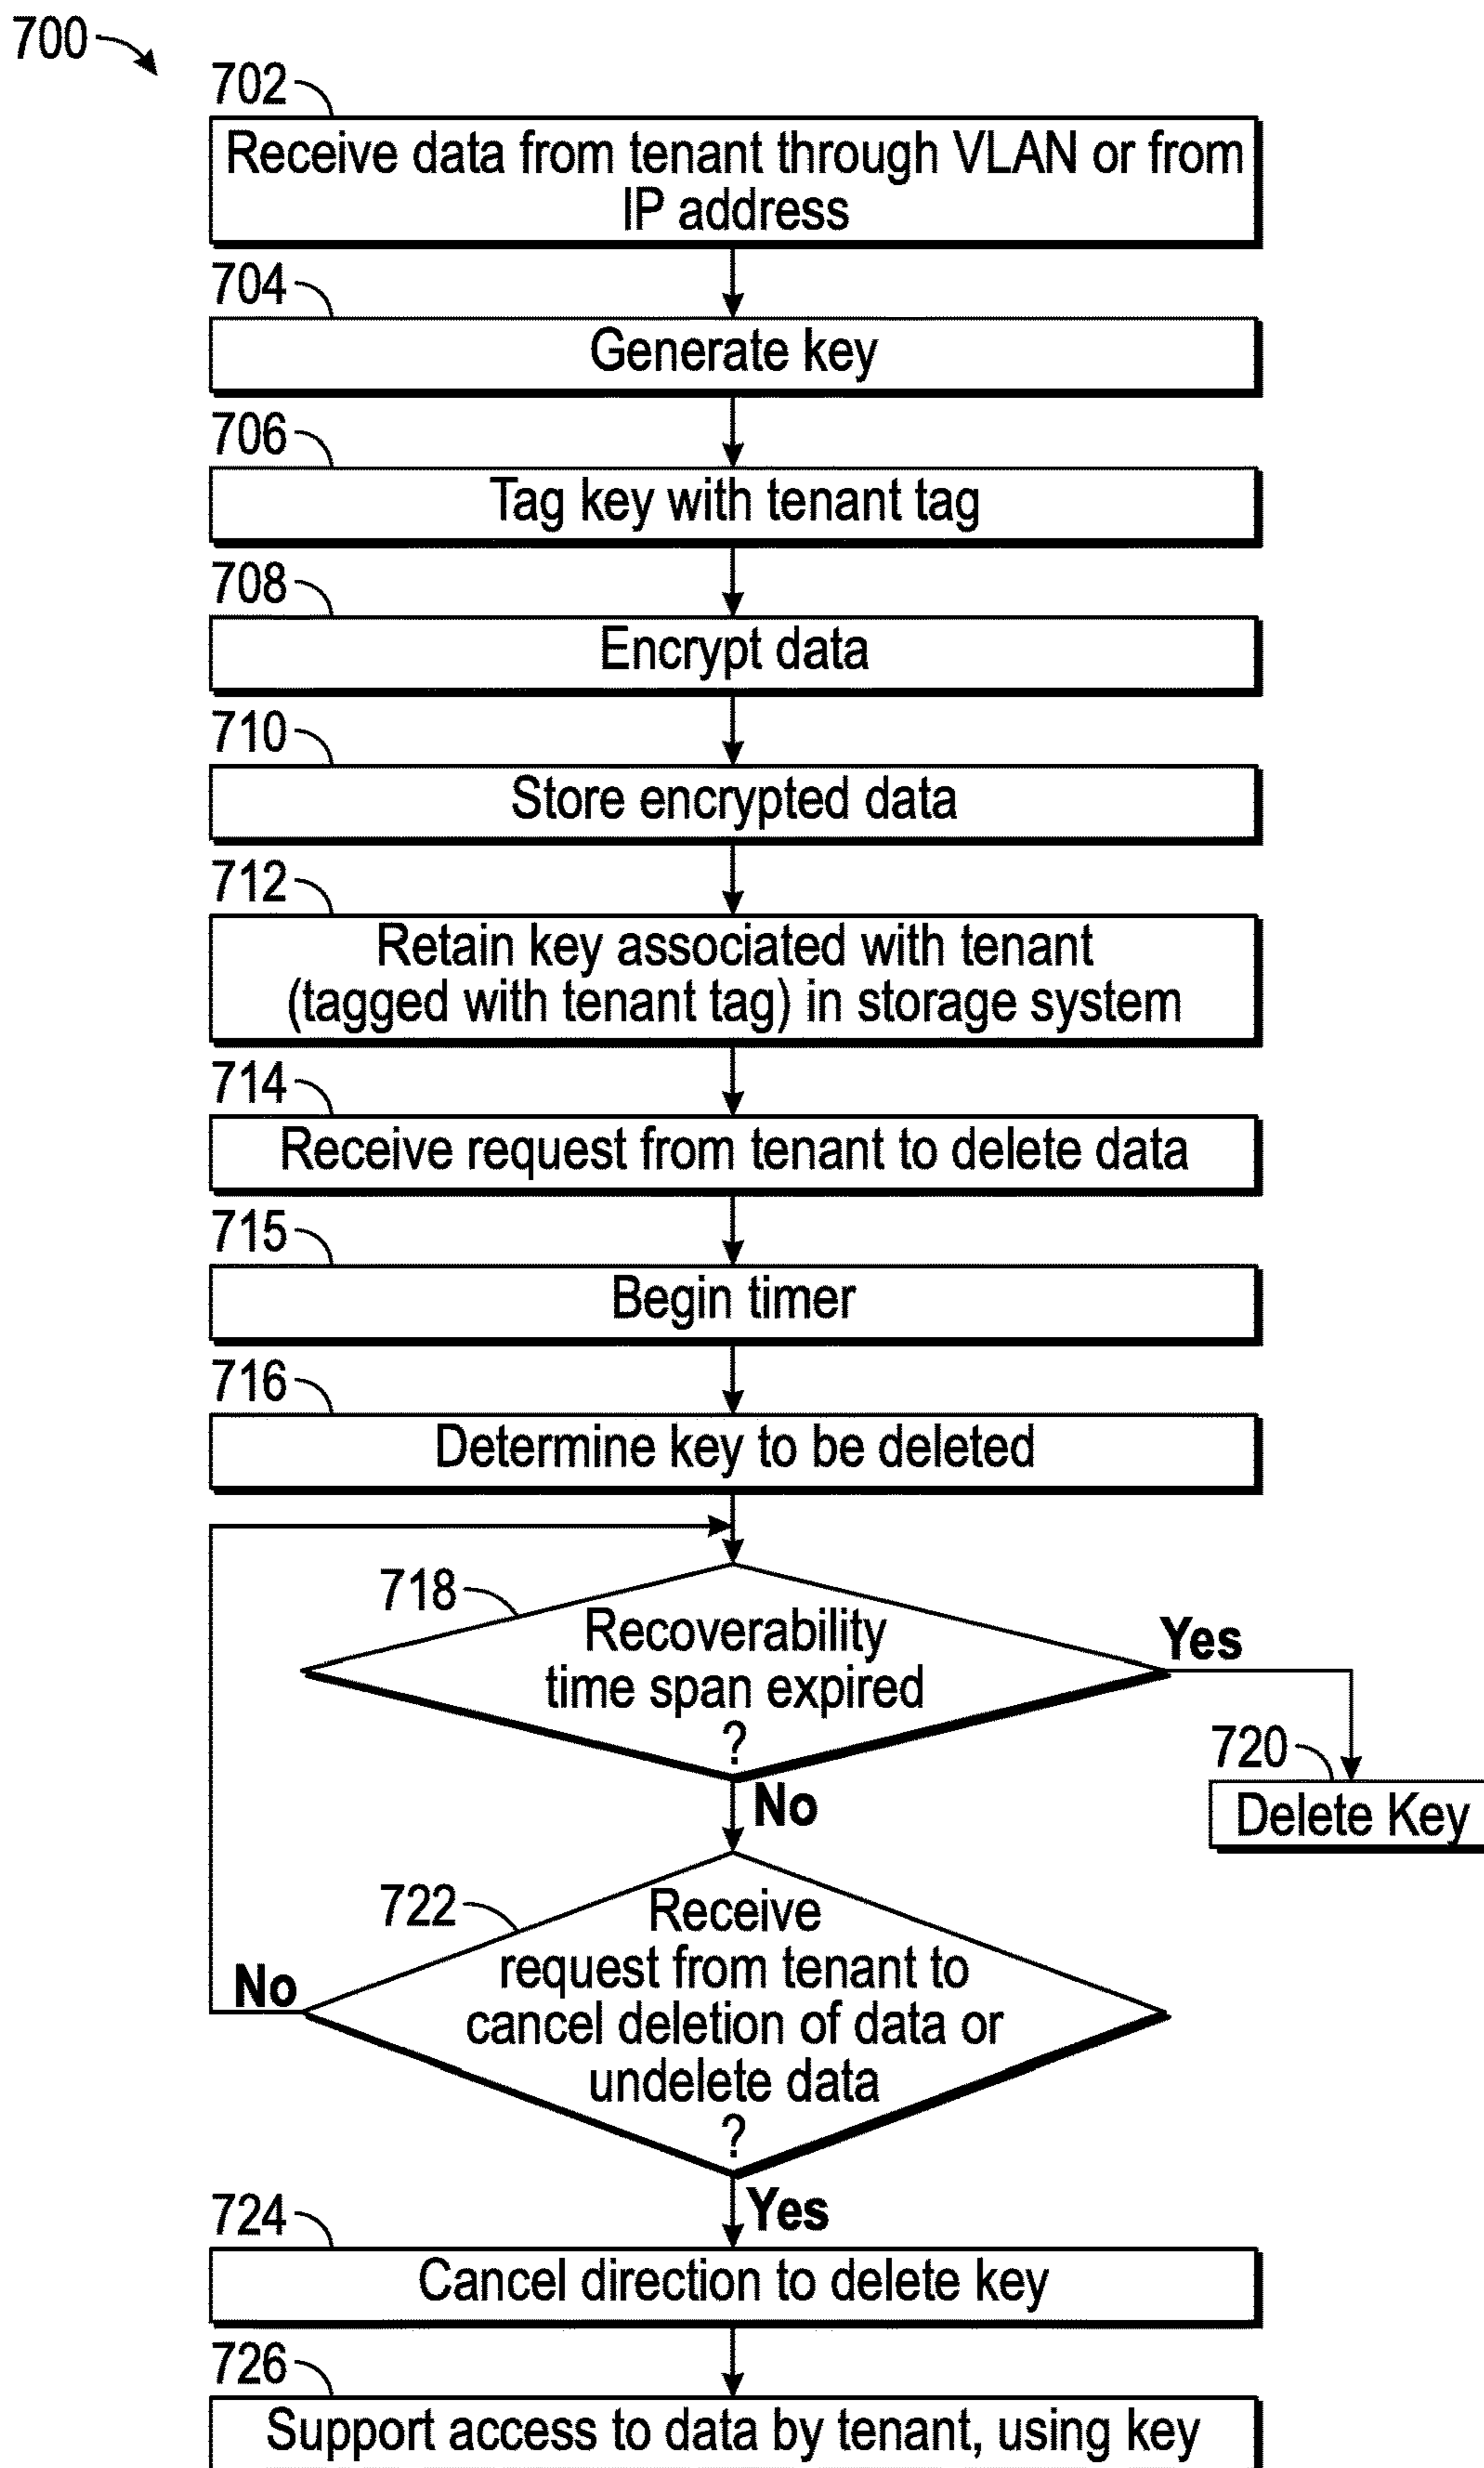 700
702
Receive data from tenant through VLAN or from
IP address
704
Generate key
706
Tag key with tenant tag
708
Encrypt data
710
Store encrypted data
712
Retain key associated with tenant
(tagged with tenant tag) in storage system
714
Receive request from tenant to delete data
715
Begin timer
716
Determine key to be deleted
718
Recoverability
time span expired
?
Yes
720
Delete Key
No
722
Receive
request from tenant to
cancel deletion of data or
undelete data
?
No
Yes
724
Cancel direction to delete key
726
Support access to data by tenant, using key